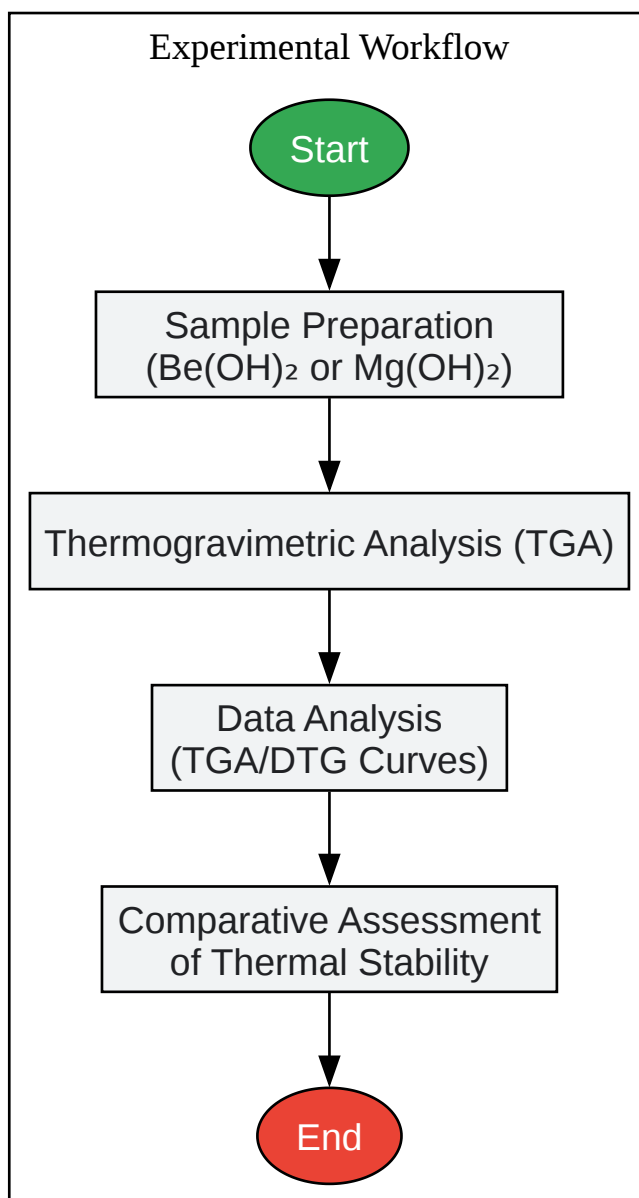 Experimental Workflow
Start
Sample Preparation
(Be(OH)₂ or Mg(OH)₂)
Thermogravimetric Analysis (TGA)
Data Analysis
(TGA/DTG Curves)
Comparative Assessment
of Thermal Stability
End